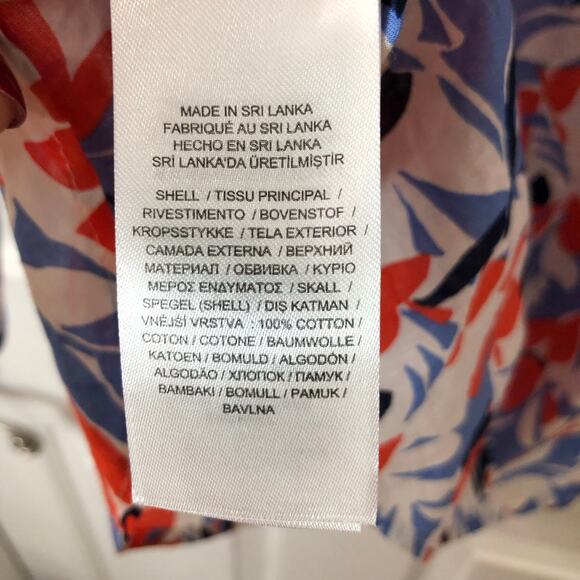 MADE IN SRI LANKA
FABRIQUÉ AU SRI LANKA
HECHO EN SRI LANKA
SRİ LANKA'DA ÜRETİLMİŞTİR
SHELL / TISSU PRINCIPAL /
RIVESTIMENTO / BOVENSTOF /
KROPSSTYKKE / TELA EXTERIOR /
CAMADA EXTERNA / ВЕРХНИЙ
МАТЕРИАЛ / ОБВИВКА / ΚΥΡΙΟ
ΜΕΡΟΣ ΕΝΔΥΜΑΤΟΣ / SKALL /
SPEGEL (SHELL) / DIŞ KATMAN /
VNĚJŠI VRSTVA : 100% COTTON /
COTON / COTONE / BAUMWOLLE /
KATOEN / BOMULD / ALGODÓN /
ALGODÃO / ХЛОПОК / ПАМУК /
ΒΑΜΒΑΚΙ / BOMULL / PAMUK /
BAVLNA